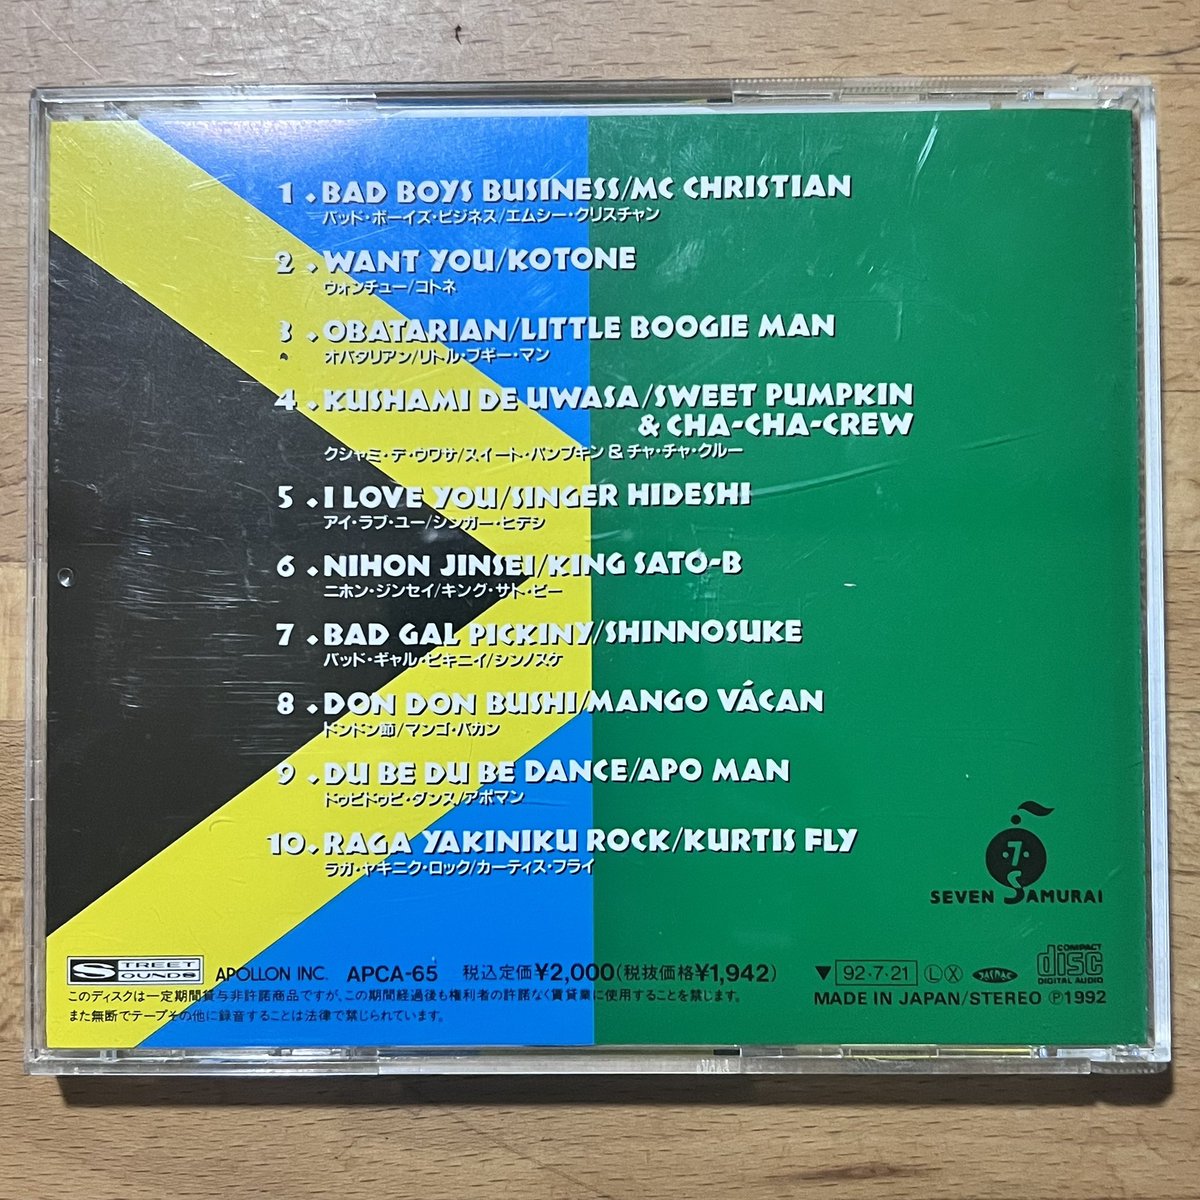 1. BAD BOYS BUSINESS/MC CHRISTIAN
バッド・ボーイズ・ビジネス/エムシー・クリスチャン
2. WANT YOU/KOTONE
ウォンチュー/コトネ
3. OBATARIAN/LITTLE BOOGIE MAN
オバタリアン/リトル・ブギー・マン
4. KUSHAMI DE UWASA/SWEET PUMPKIN
& CHA-CHA-CREW
クシャミ・デ・ウワサ/スイート・パンプキン & チャ・チャ・クルー
5. I LOVE YOU/SINGER HIDESHI
アイ・ラブ・ユー/シンガー・ヒデシ
6. NIHON JINSEI/KING SATO-B
ニホン・ジンセイ/キング・サト・ビー
7. BAD GAL PICKINY/SHINNOSUKE
バッド・ギャル・ピキニィ/シンノスケ
8. DON DON BUSHI/MANGO VÁCAN
ドンドン節/マンゴ・バカン
9. DU BE DU BE DANCE/APO MAN
ドゥビドゥビ・ダンス/アポマン
10. RAGA YAKINIKU ROCK/KURTIS FLY
ラガ・ヤキニク・ロック/カーティス・フライ
・7・
SEVEN SAMURAI
STREET SOUNDS APOLLON INC. APCA-65 税込定価¥2,000(税抜価格¥1,942) ▼ 92・7・21 Ⓛ Ⓧ JASRAC COMPACT disc DIGITAL AUDIO
このディスクは一定期間貸与非許諾商品ですが、この期間経過後も権利者の許諾なく賃貸業に使用することを禁じます。
また無断でテープその他に録音することは法律で禁じられています。
MADE IN JAPAN/STEREO Ⓟ1992